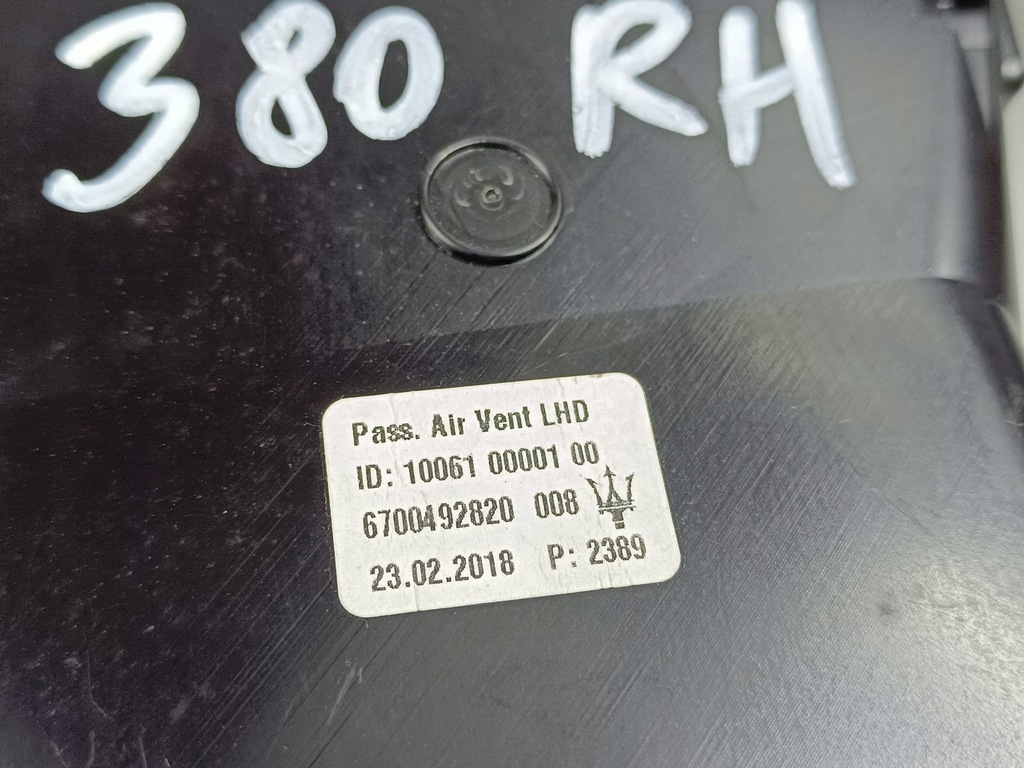 380 RH
Pass. Air Vent LHD
ID: 10061 00001 00
6700492820 008
23.02.2018 P: 2389